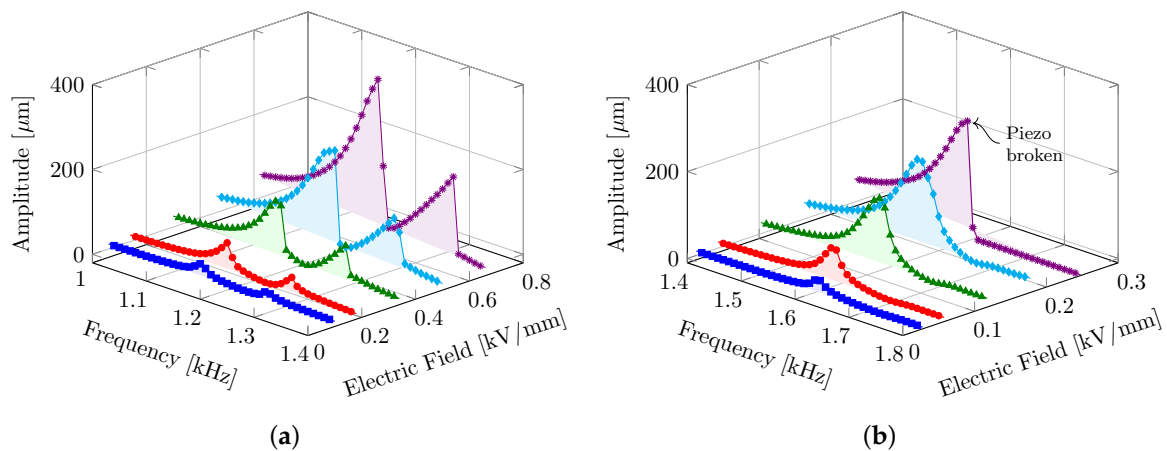 400
200
0
Amplitude [μm]
1
1.1
1.2
1.3
1.4
Frequency [kHz]
0
0.2
0.4
0.6
0.8
Electric Field [kV/mm]
(a)
400
200
0
Amplitude [μm]
1.4
1.5
1.6
1.7
1.8
Frequency [kHz]
0
0.1
0.2
0.3
Electric Field [kV/mm]
Piezo
broken
(b)